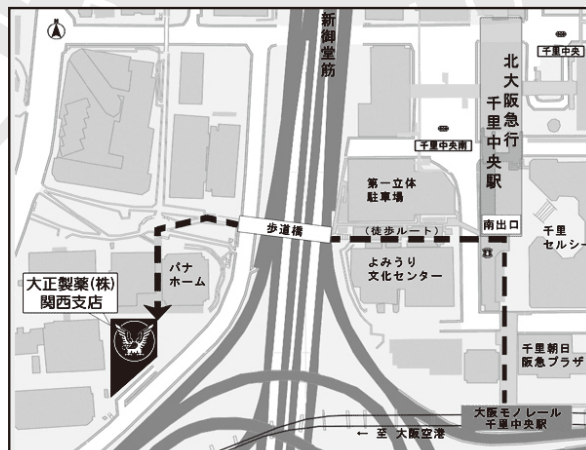 新御堂筋
千里中央
北大阪急行
千里中央駅
千里中央南
第一立体
駐車場
南出口
千里
セルシー
歩道橋
(徒歩ルート)
よみうり
文化センター
パナ
ホーム
大正製薬(株)
関西支店
千里朝日
阪急プラザ
大阪モノレール
千里中央駅
← 至 大阪空港